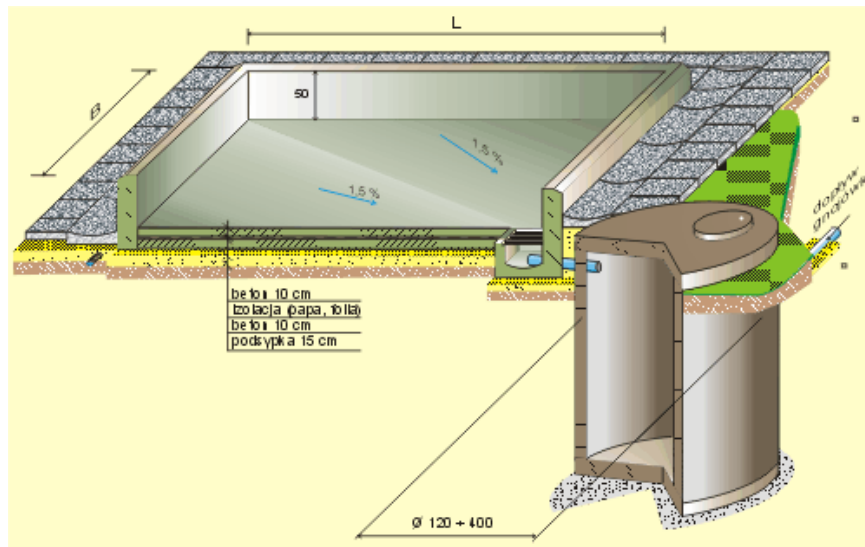 L
B
50
1,5 %
1,5 %
dopływ
gnojówki
beton 10 cm
izolacja (papa, folia)
beton 10 cm
podsypka 15 cm
Ø 120 ÷ 400